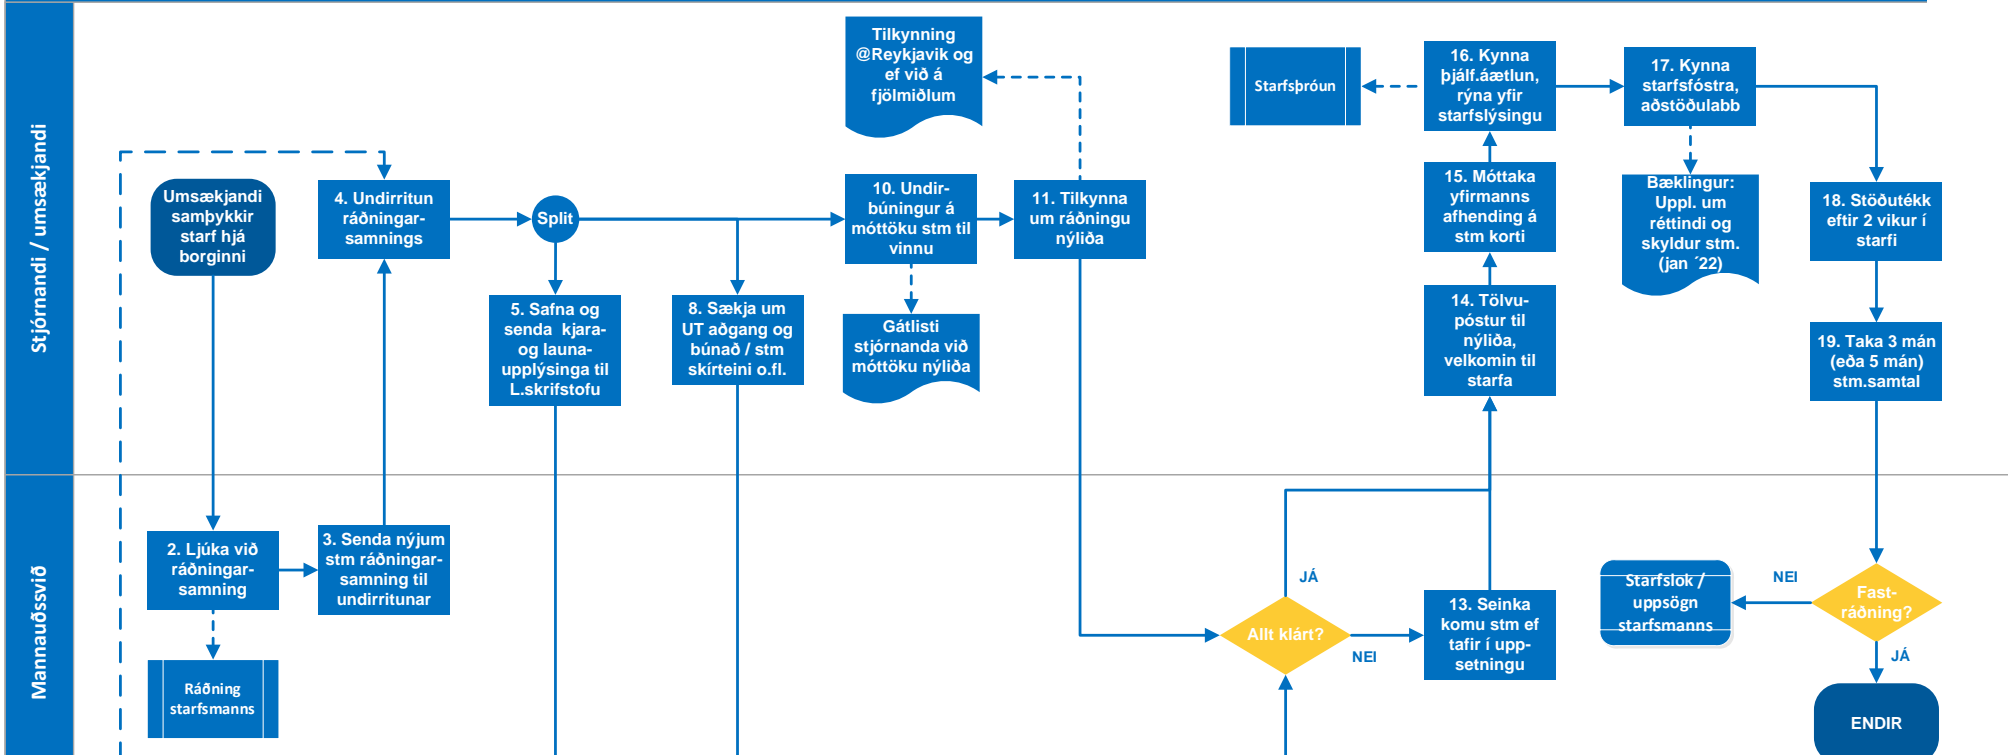 Stjórnandi / umsækjandi
Umsækjandi
samþykkir
starf hjá
borginni
4. Undirritun
ráðningar-
samnings
Split
5. Safna og
senda kjara-
og launa-
upplýsinga til
L.skrifstofu
8. Sækja um
UT aðgang og
búnað / stm
skírteini o.fl.
Tilkynning
@Reykjavik og
ef við á
fjölmiðlum
10. Undir-
búningur á
móttöku stm til
vinnu
Gátlisti
stjórnanda við
móttöku nýliða
11. Tilkynna
um ráðningu
nýliða
Starfsþróun
16. Kynna
þjálf.áætlun,
rýna yfir
starfslýsingu
15. Móttaka
yfirmanns
afhending á
stm korti
14. Tölvu-
póstur til
nýliða,
velkomin til
starfa
17. Kynna
starfsfóstra,
aðstöðulabb
Bæklingur:
Uppl. um
réttindi og
skyldur stm.
(jan ´22)
18. Stöðutékk
eftir 2 vikur í
starfi
19. Taka 3 mán
(eða 5 mán)
stm.samtal
Mannauðssvið
2. Ljúka við
ráðningar-
samning
Ráðning
starfsmanns
3. Senda nýjum
stm ráðningar-
samning til
undirritunar
Allt klárt?
JÁ
NEI
13. Seinka
komu stm ef
tafir í upp-
setningu
Starfslok /
uppsögn
starfsmanns
NEI
Fast-
ráðning?
JÁ
ENDIR